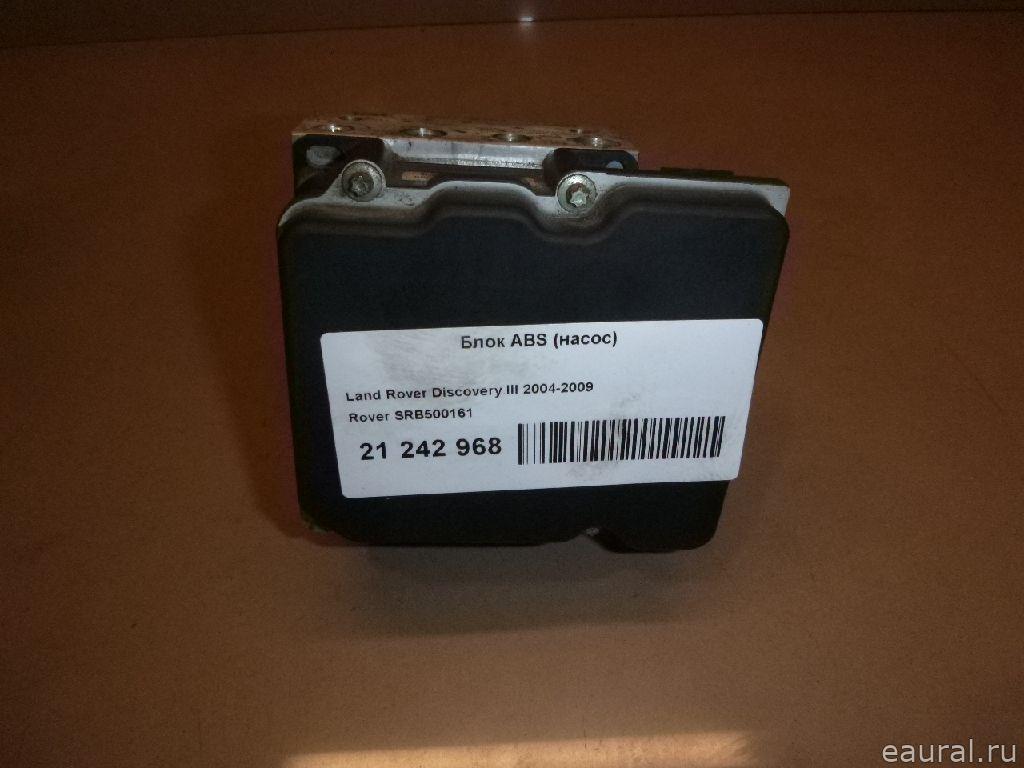 Блок ABS (насос)
Land Rover Discovery III 2004-2009
Rover SRB500161
21 242 968
eaural.ru